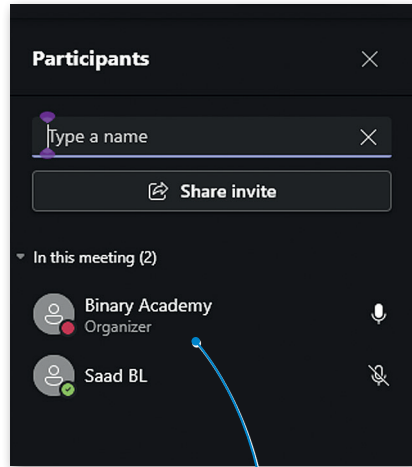 Participants
Type a name
Share invite
In this meeting (2)
Binary Academy
Organizer
Saad BL